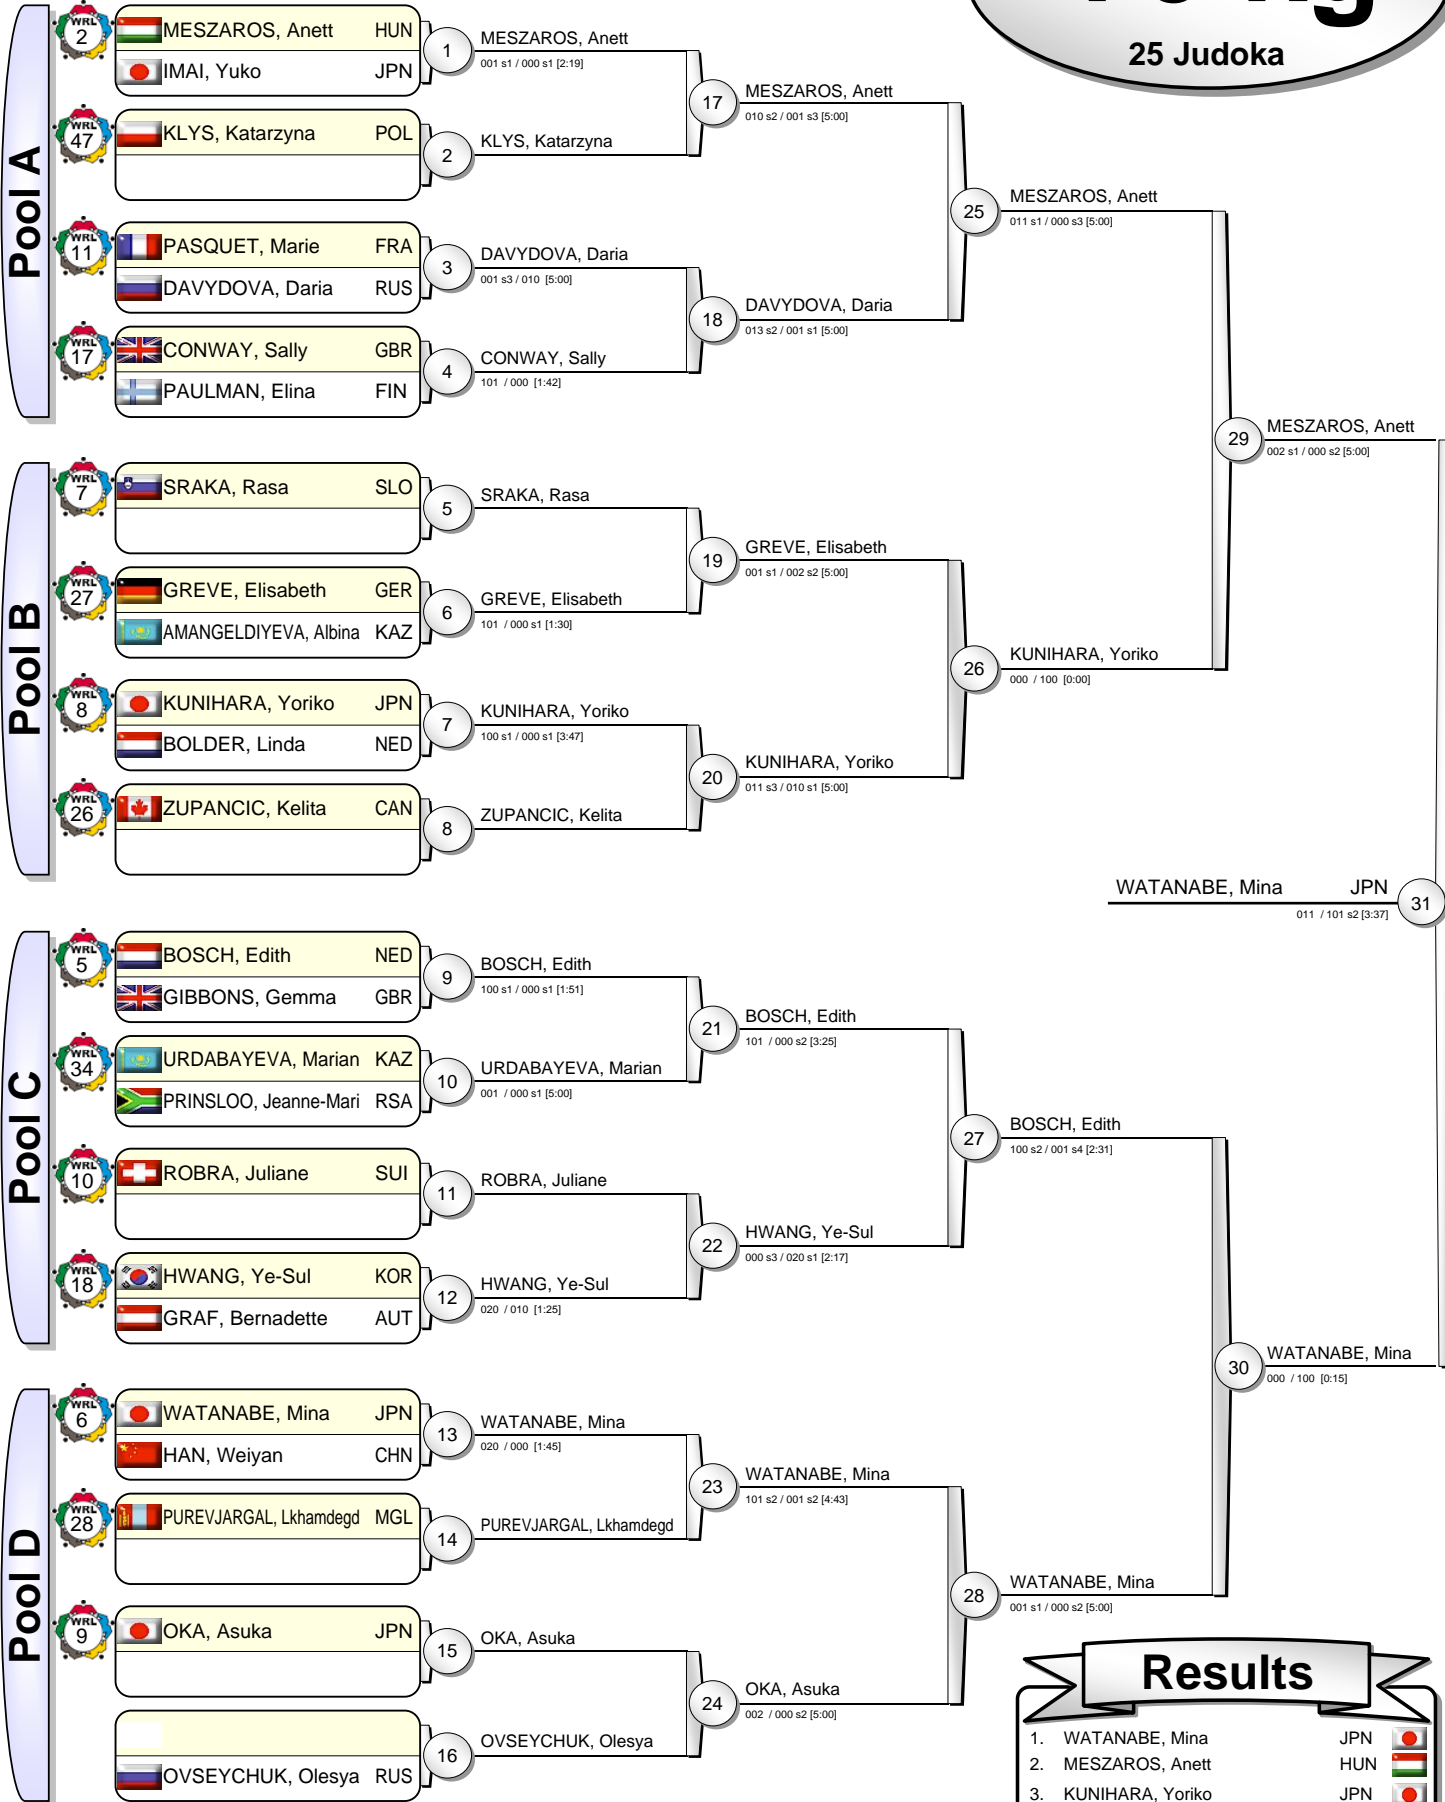 25 Judoka
Pool A
WRL 2 MESZAROS, Anett HUN
IMAI, Yuko JPN
1 MESZAROS, Anett
001 s1 / 000 s1 [2:19]
WRL 47 KLYS, Katarzyna POL
2 KLYS, Katarzyna
17 MESZAROS, Anett
010 s2 / 001 s3 [5:00]
WRL 11 PASQUET, Marie FRA
DAVYDOVA, Daria RUS
3 DAVYDOVA, Daria
001 s3 / 010 [5:00]
WRL 17 CONWAY, Sally GBR
PAULMAN, Elina FIN
4 CONWAY, Sally
101 / 000 [1:42]
18 DAVYDOVA, Daria
013 s2 / 001 s1 [5:00]
25 MESZAROS, Anett
011 s1 / 000 s3 [5:00]
Pool B
WRL 7 SRAKA, Rasa SLO
5 SRAKA, Rasa
WRL 27 GREVE, Elisabeth GER
AMANGELDIYEVA, Albina KAZ
6 GREVE, Elisabeth
101 / 000 s1 [1:30]
19 GREVE, Elisabeth
001 s1 / 002 s2 [5:00]
WRL 8 KUNIHARA, Yoriko JPN
BOLDER, Linda NED
7 KUNIHARA, Yoriko
100 s1 / 000 s1 [3:47]
WRL 26 ZUPANCIC, Kelita CAN
8 ZUPANCIC, Kelita
20 KUNIHARA, Yoriko
011 s3 / 010 s1 [5:00]
26 KUNIHARA, Yoriko
000 / 100 [0:00]
29 MESZAROS, Anett
002 s1 / 000 s2 [5:00]
WATANABE, Mina JPN 31
011 / 101 s2 [3:37]
Pool C
WRL 5 BOSCH, Edith NED
GIBBONS, Gemma GBR
9 BOSCH, Edith
100 s1 / 000 s1 [1:51]
WRL 34 URDABAYEVA, Marian KAZ
PRINSLOO, Jeanne-Mari RSA
10 URDABAYEVA, Marian
001 / 000 s1 [5:00]
21 BOSCH, Edith
101 / 000 s2 [3:25]
WRL 10 ROBRA, Juliane SUI
11 ROBRA, Juliane
WRL 18 HWANG, Ye-Sul KOR
GRAF, Bernadette AUT
12 HWANG, Ye-Sul
020 / 010 [1:25]
22 HWANG, Ye-Sul
000 s3 / 020 s1 [2:17]
27 BOSCH, Edith
100 s2 / 001 s4 [2:31]
Pool D
WRL 6 WATANABE, Mina JPN
HAN, Weiyan CHN
13 WATANABE, Mina
020 / 000 [1:45]
WRL 28 PUREVJARGAL, Lkhamdegd MGL
14 PUREVJARGAL, Lkhamdegd
23 WATANABE, Mina
101 s2 / 001 s2 [4:43]
WRL 9 OKA, Asuka JPN
15 OKA, Asuka
OVSEYCHUK, Olesya RUS
16 OVSEYCHUK, Olesya
24 OKA, Asuka
002 / 000 s2 [5:00]
28 WATANABE, Mina
001 s1 / 000 s2 [5:00]
30 WATANABE, Mina
000 / 100 [0:15]
Results
1. WATANABE, Mina JPN
2. MESZAROS, Anett HUN
3. KUNIHARA, Yoriko JPN